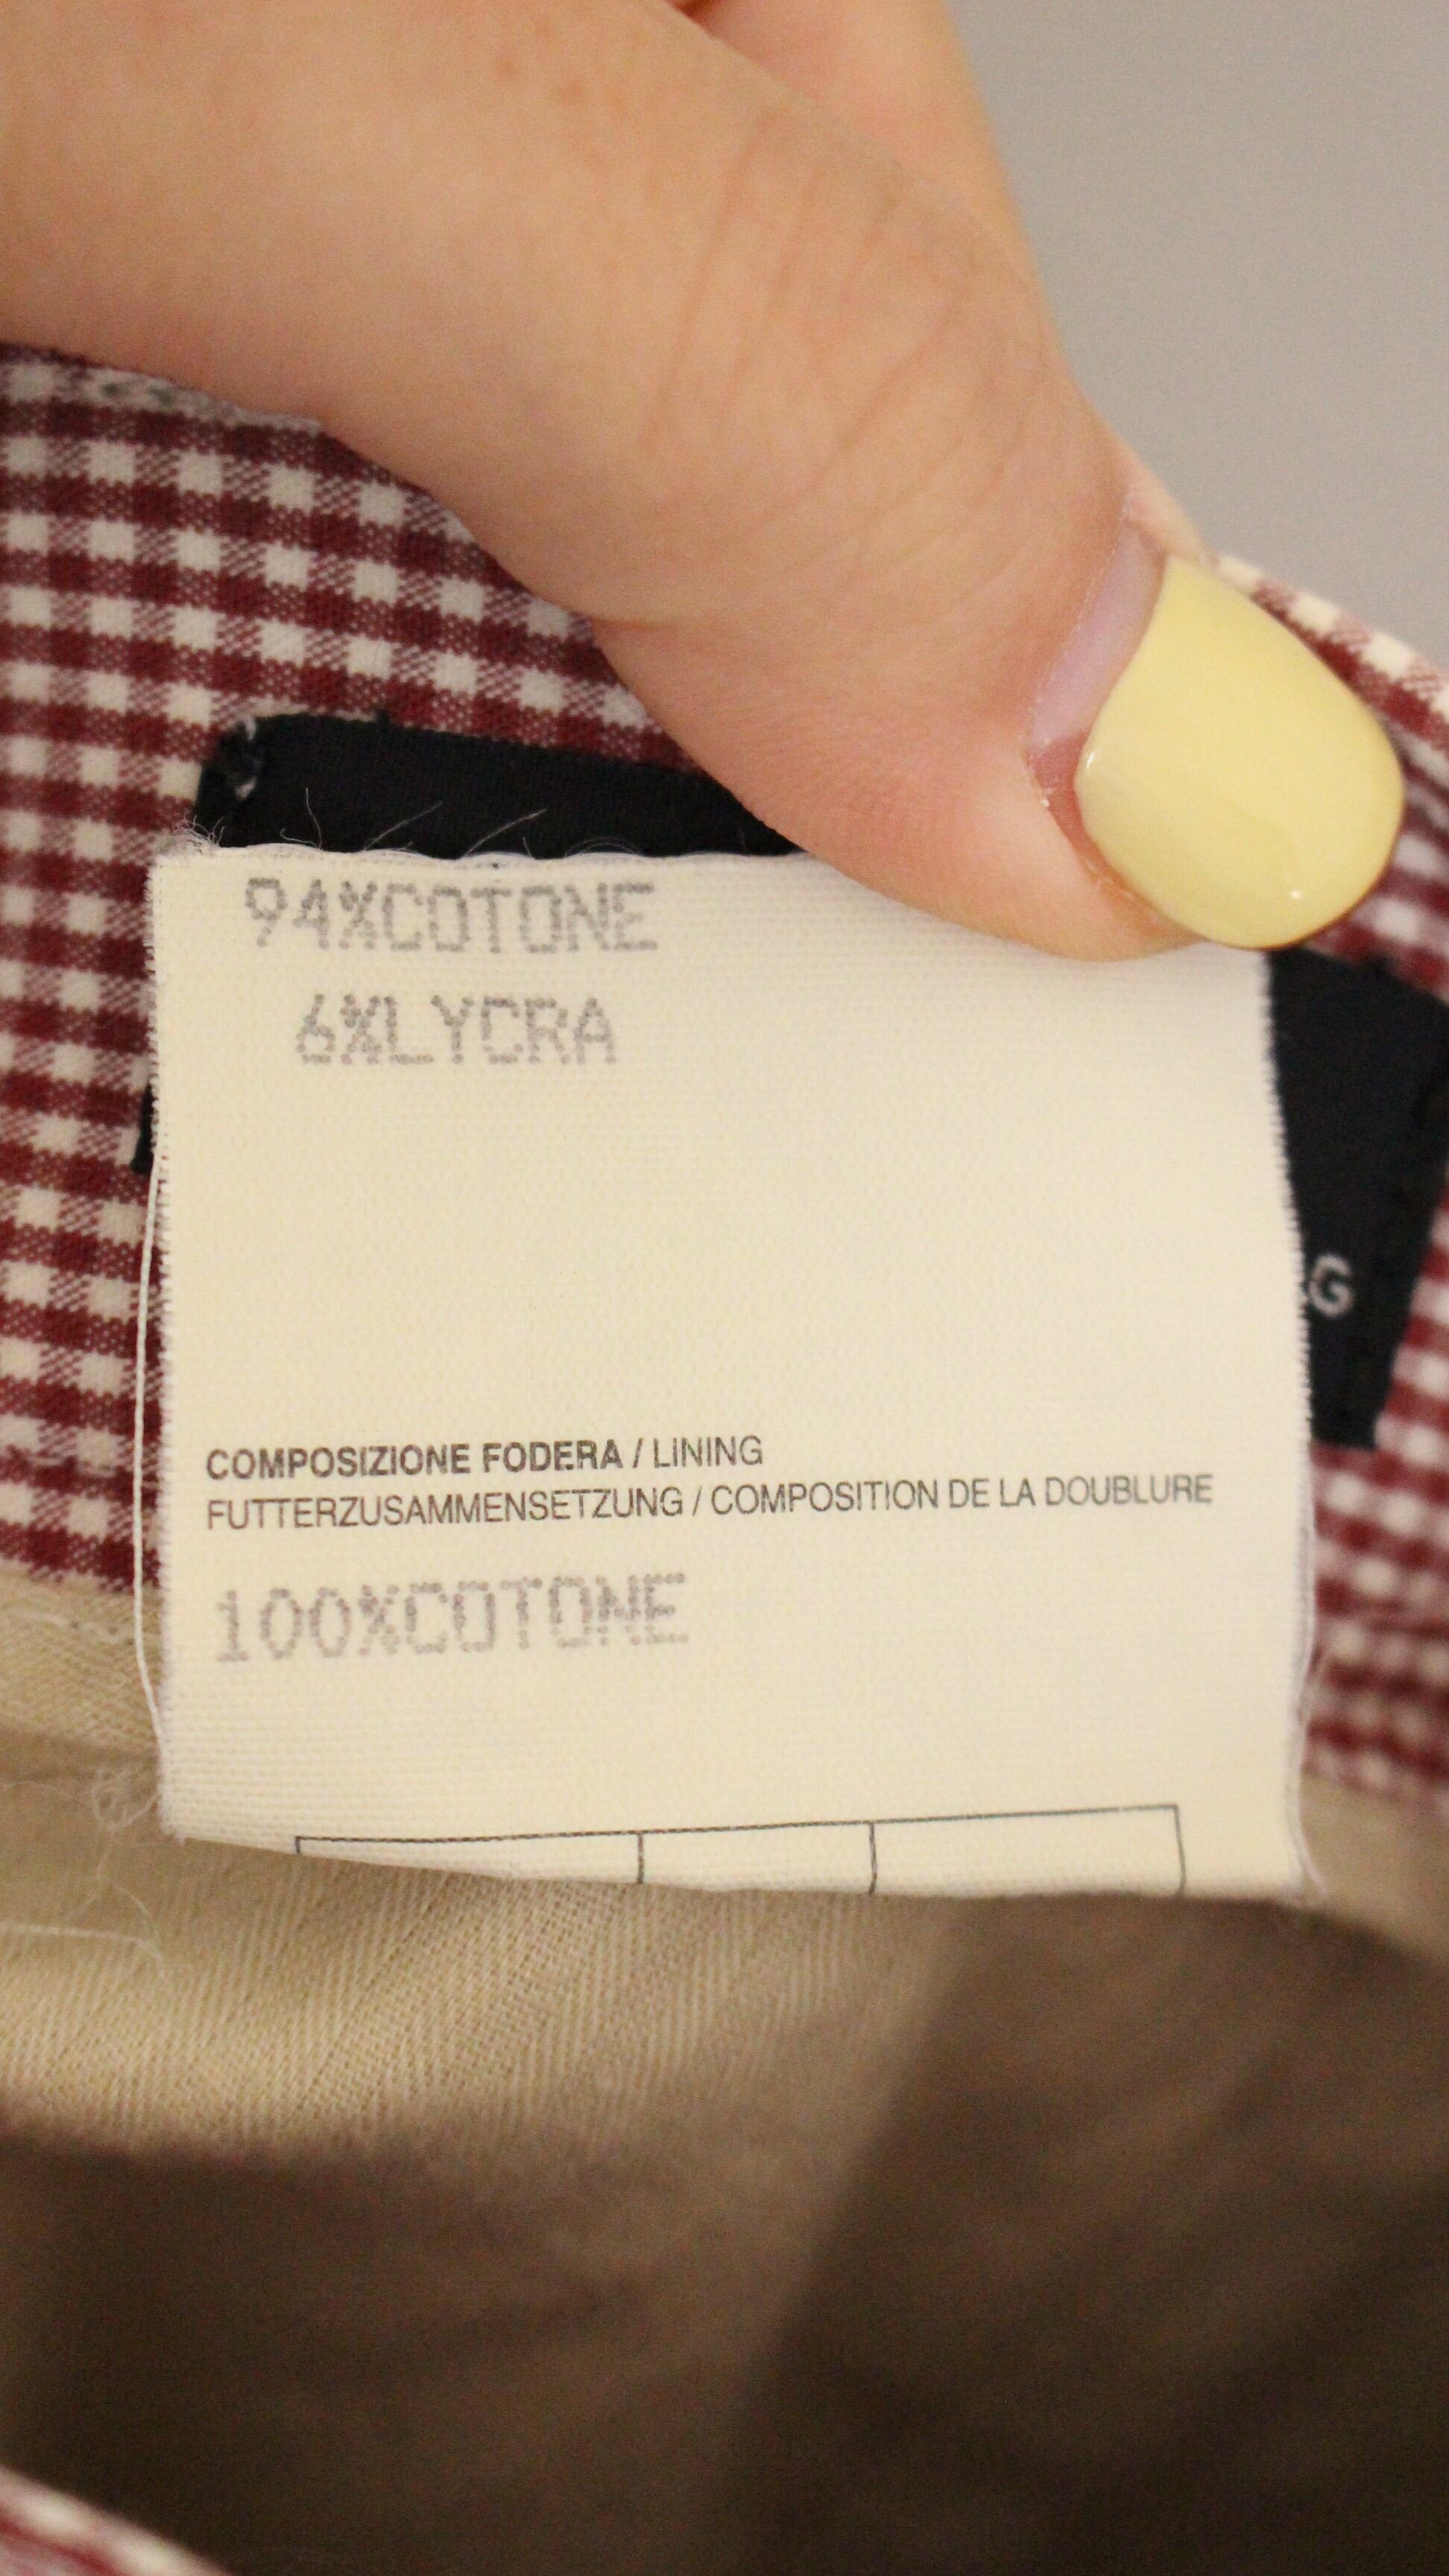 94%COTONE
6%LYCRA
G
COMPOSIZIONE FODERA / LINING
FUTTERZUSAMMENSETZUNG / COMPOSITION DE LA DOUBLURE
100%COTONE